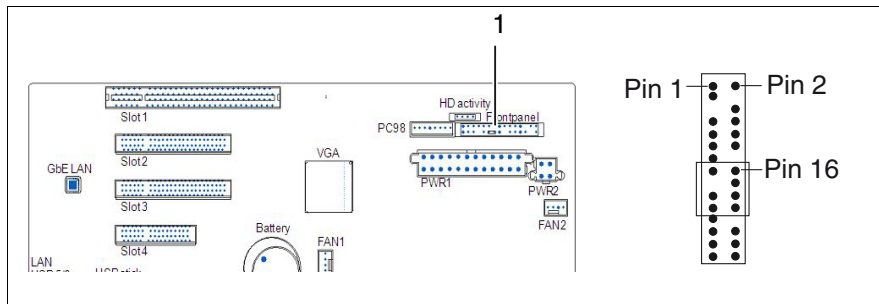 1
Pin 1
Pin 2
HD activity
Slot1
PC98
Frontpanel
Slot2
VGA
Pin 16
GbE LAN
PWR1
PWR2
Slot3
FAN2
Battery
FAN1
Slot4
LAN